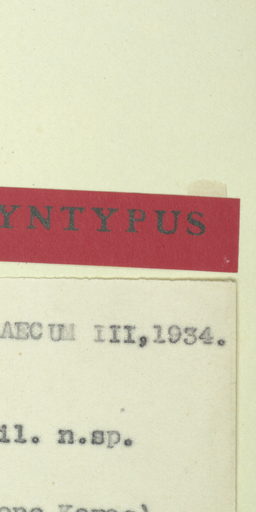 YNTYPUS
AECUM III,1934.
il. n.sp.